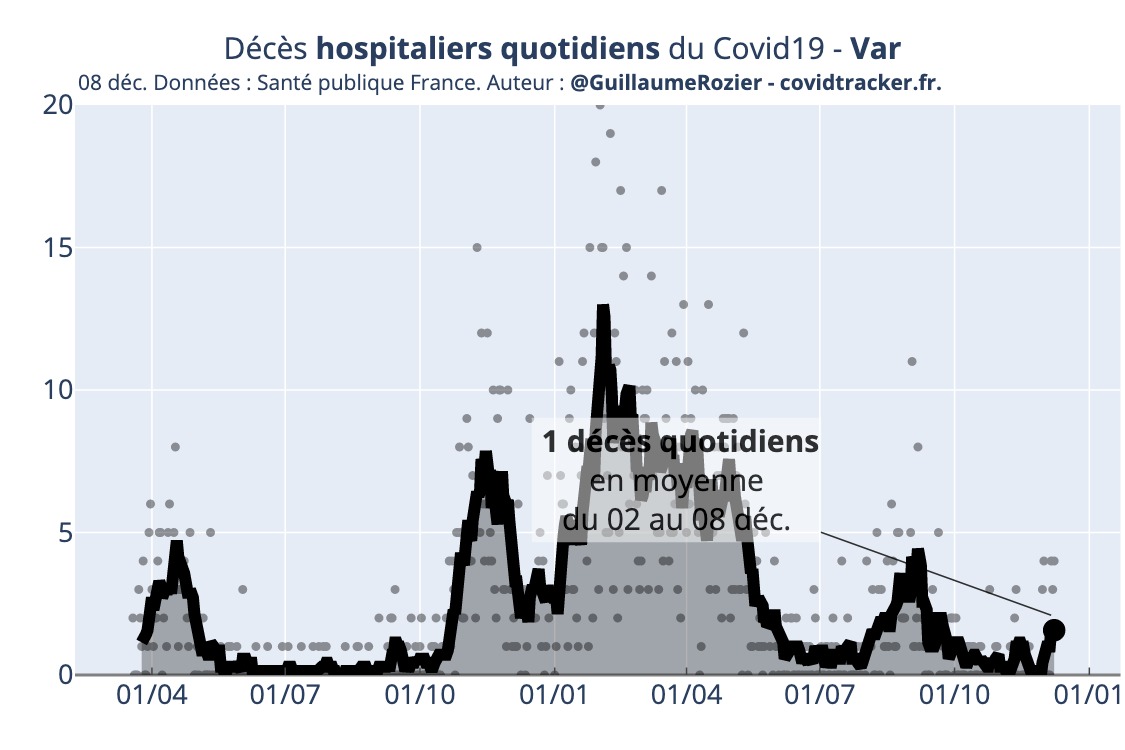 Décès hospitaliers quotidiens du Covid19 - Var
08 déc. Données : Santé publique France. Auteur : @GuillaumeRozier - covidtracker.fr.
20
15
10
5
0
1 décès quotidiens
en moyenne
du 02 au 08 déc.
01/04 01/07 01/10 01/01 01/04 01/07 01/10 01/01